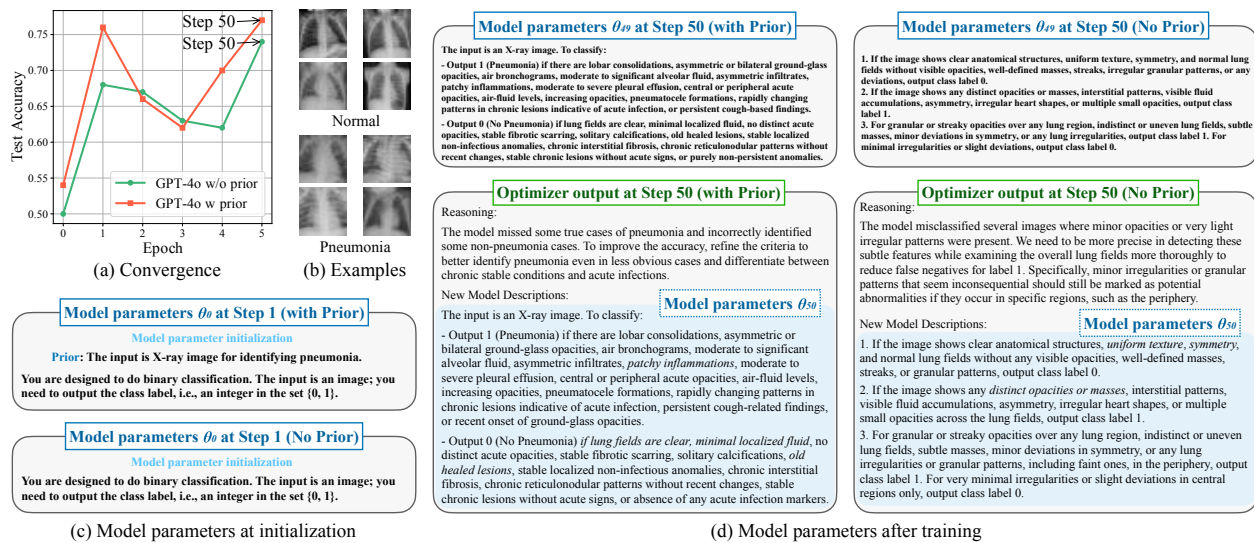 Step 50
Step 50
0.75
0.70
0.65
0.60
0.55
0.50
Test Accuracy
GPT-4o w/o prior
GPT-4o w prior
0 1 2 3 4 5
Epoch
(a) Convergence
Normal
Pneumonia
(b) Examples
Model parameters θ0 at Step 1 (with Prior)
Model parameter initialization
Prior: The input is X-ray image for identifying pneumonia.
You are designed to do binary classification. The input is an image; you
need to output the class label, i.e., an integer in the set {0, 1}.
Model parameters θ0 at Step 1 (No Prior)
Model parameter initialization
You are designed to do binary classification. The input is an image; you
need to output the class label, i.e., an integer in the set {0, 1}.
(c) Model parameters at initialization
Model parameters θ49 at Step 50 (with Prior)
The input is an X-ray image. To classify:
- Output 1 (Pneumonia) if there are lobar consolidations, asymmetric or bilateral ground-glass
opacities, air bronchograms, moderate to significant alveolar fluid, asymmetric infiltrates,
patchy inflammations, moderate to severe pleural effusion, central or peripheral acute
opacities, air-fluid levels, increasing opacities, pneumatocele formations, rapidly changing
patterns in chronic lesions indicative of acute infection, or persistent cough-based findings.
- Output 0 (No Pneumonia) if lung fields are clear, minimal localized fluid, no distinct acute
opacities, stable fibrotic scarring, solitary calcifications, old healed lesions, stable localized
non-infectious anomalies, chronic interstitial fibrosis, chronic reticulonodular patterns without
recent changes, stable chronic lesions without acute signs, or purely non-persistent anomalies.
Optimizer output at Step 50 (with Prior)
Reasoning:
The model missed some true cases of pneumonia and incorrectly identified
some non-pneumonia cases. To improve the accuracy, refine the criteria to
better identify pneumonia even in less obvious cases and differentiate between
chronic stable conditions and acute infections.
New Model Descriptions:
Model parameters θ50
The input is an X-ray image. To classify:
- Output 1 (Pneumonia) if there are lobar consolidations, asymmetric or
bilateral ground-glass opacities, air bronchograms, moderate to significant
alveolar fluid, asymmetric infiltrates, patchy inflammations, moderate to
severe pleural effusion, central or peripheral acute opacities, air-fluid levels,
increasing opacities, pneumatocele formations, rapidly changing patterns in
chronic lesions indicative of acute infection, persistent cough-related findings,
or recent onset of ground-glass opacities.
- Output 0 (No Pneumonia) if lung fields are clear, minimal localized fluid, no
distinct acute opacities, stable fibrotic scarring, solitary calcifications, old
healed lesions, stable localized non-infectious anomalies, chronic interstitial
fibrosis, chronic reticulonodular patterns without recent changes, stable
chronic lesions without acute signs, or absence of any acute infection markers.
Model parameters θ49 at Step 50 (No Prior)
1. If the image shows clear anatomical structures, uniform texture, symmetry, and normal lung
fields without visible opacities, well-defined masses, streaks, irregular granular patterns, or any
deviations, output class label 0.
2. If the image shows any distinct opacities or masses, interstitial patterns, visible fluid
accumulations, asymmetry, irregular heart shapes, or multiple small opacities, output class
label 1.
3. For granular or streaky opacities over any lung region, indistinct or uneven lung fields, subtle
masses, minor deviations in symmetry, or any lung irregularities, output class label 1. For
minimal irregularities or slight deviations, output class label 0.
Optimizer output at Step 50 (No Prior)
Reasoning:
The model misclassified several images where minor opacities or very light
irregular patterns were present. We need to be more precise in detecting these
subtle features while examining the overall lung fields more thoroughly to
reduce false negatives for label 1. Specifically, minor irregularities or granular
patterns that seem inconsequential should still be marked as potential
abnormalities if they occur in specific regions, such as the periphery.
New Model Descriptions:
Model parameters θ50
1. If the image shows clear anatomical structures, uniform texture, symmetry,
and normal lung fields without any visible opacities, well-defined masses,
streaks, or granular patterns, output class label 0.
2. If the image shows any distinct opacities or masses, interstitial patterns,
visible fluid accumulations, asymmetry, irregular heart shapes, or multiple
small opacities across the lung fields, output class label 1.
3. For granular or streaky opacities over any lung region, indistinct or uneven
lung fields, subtle masses, minor deviations in symmetry, or any lung
irregularities or granular patterns, including faint ones, in the periphery, output
class label 1. For very minimal irregularities or slight deviations in central
regions only, output class label 0.
(d) Model parameters after training